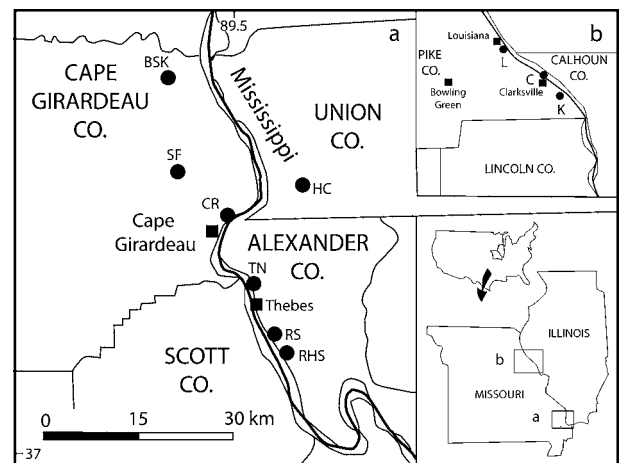 89.5
a
BSK
CAPE
GIRARDEAU
CO.
Mississippi
UNION
CO.
SF
HC
CR
Cape
Girardeau
ALEXANDER
CO.
TN
Thebes
RS
RHS
SCOTT
CO.
0 15 30 km
37
b
Louisiana
L
PIKE
CO.
CALHOUN
CO.
Bowling
Green
C
Clarksville
K
LINCOLN CO.
ILLINOIS
b
MISSOURI
a